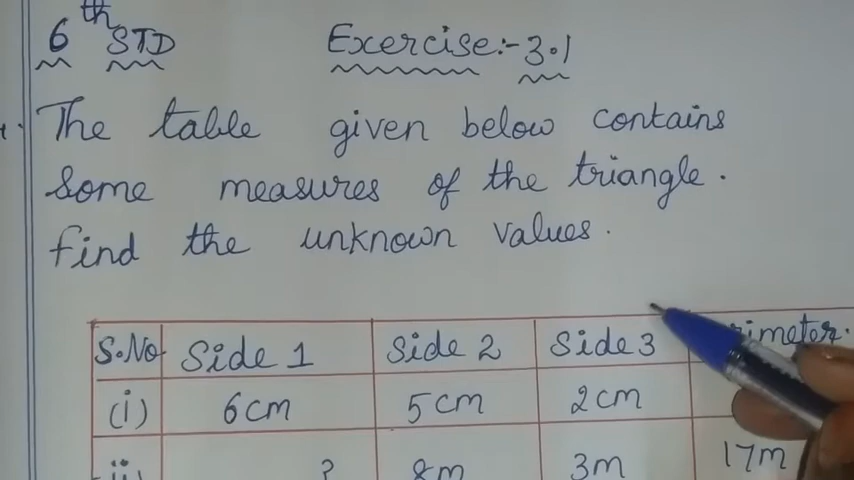 6th STD Exercise:- 3.1
The table given below contains
some measures of the triangle.
find the unknown values.
S.No Side 1 Side 2 Side 3
(i) 6cm 5cm 2cm
ii) ? 8m 3m 17m